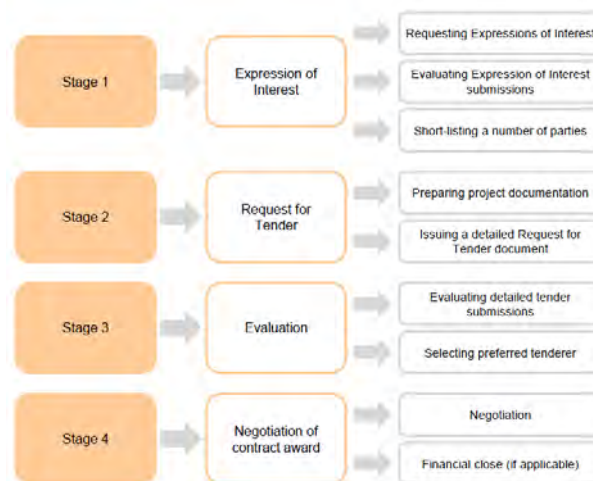 Stage 1
Expression of
Interest
Requesting Expressions of Interest
Evaluating Expression of Interest
submissions
Short-listing a number of parties
Stage 2
Request for
Tender
Preparing project documentation
Issuing a detailed Request for
Tender document
Stage 3
Evaluation
Evaluating detailed tender
submissions
Selecting preferred tenderer
Stage 4
Negotiation of
contract award
Negotiation
Financial close (if applicable)